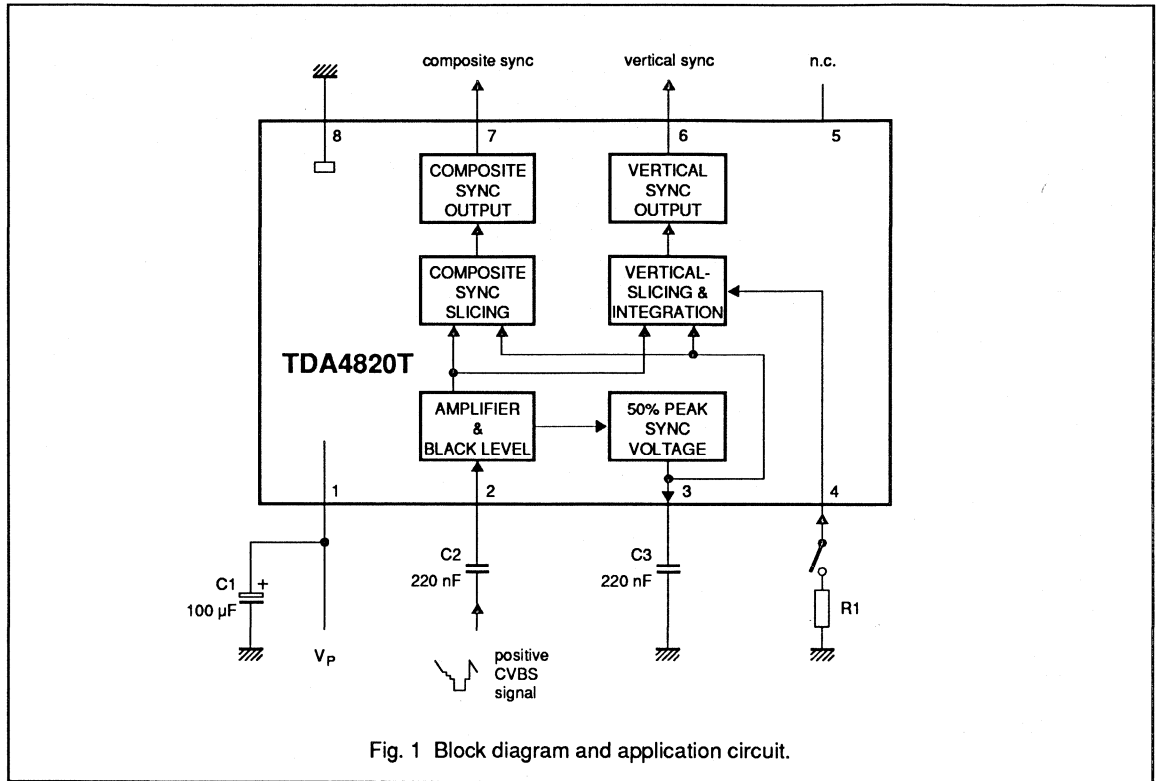 composite sync
vertical sync
n.c.
8
7
6
5
COMPOSITE
SYNC
OUTPUT
VERTICAL
SYNC
OUTPUT
COMPOSITE
SYNC
SLICING
VERTICAL-
SLICING &
INTEGRATION
TDA4820T
AMPLIFIER
&
BLACK LEVEL
50% PEAK
SYNC
VOLTAGE
1
2
3
4
C1
+
100 µF
C2
220 nF
C3
220 nF
R1
VP
positive
CVBS
signal
Fig. 1 Block diagram and application circuit.